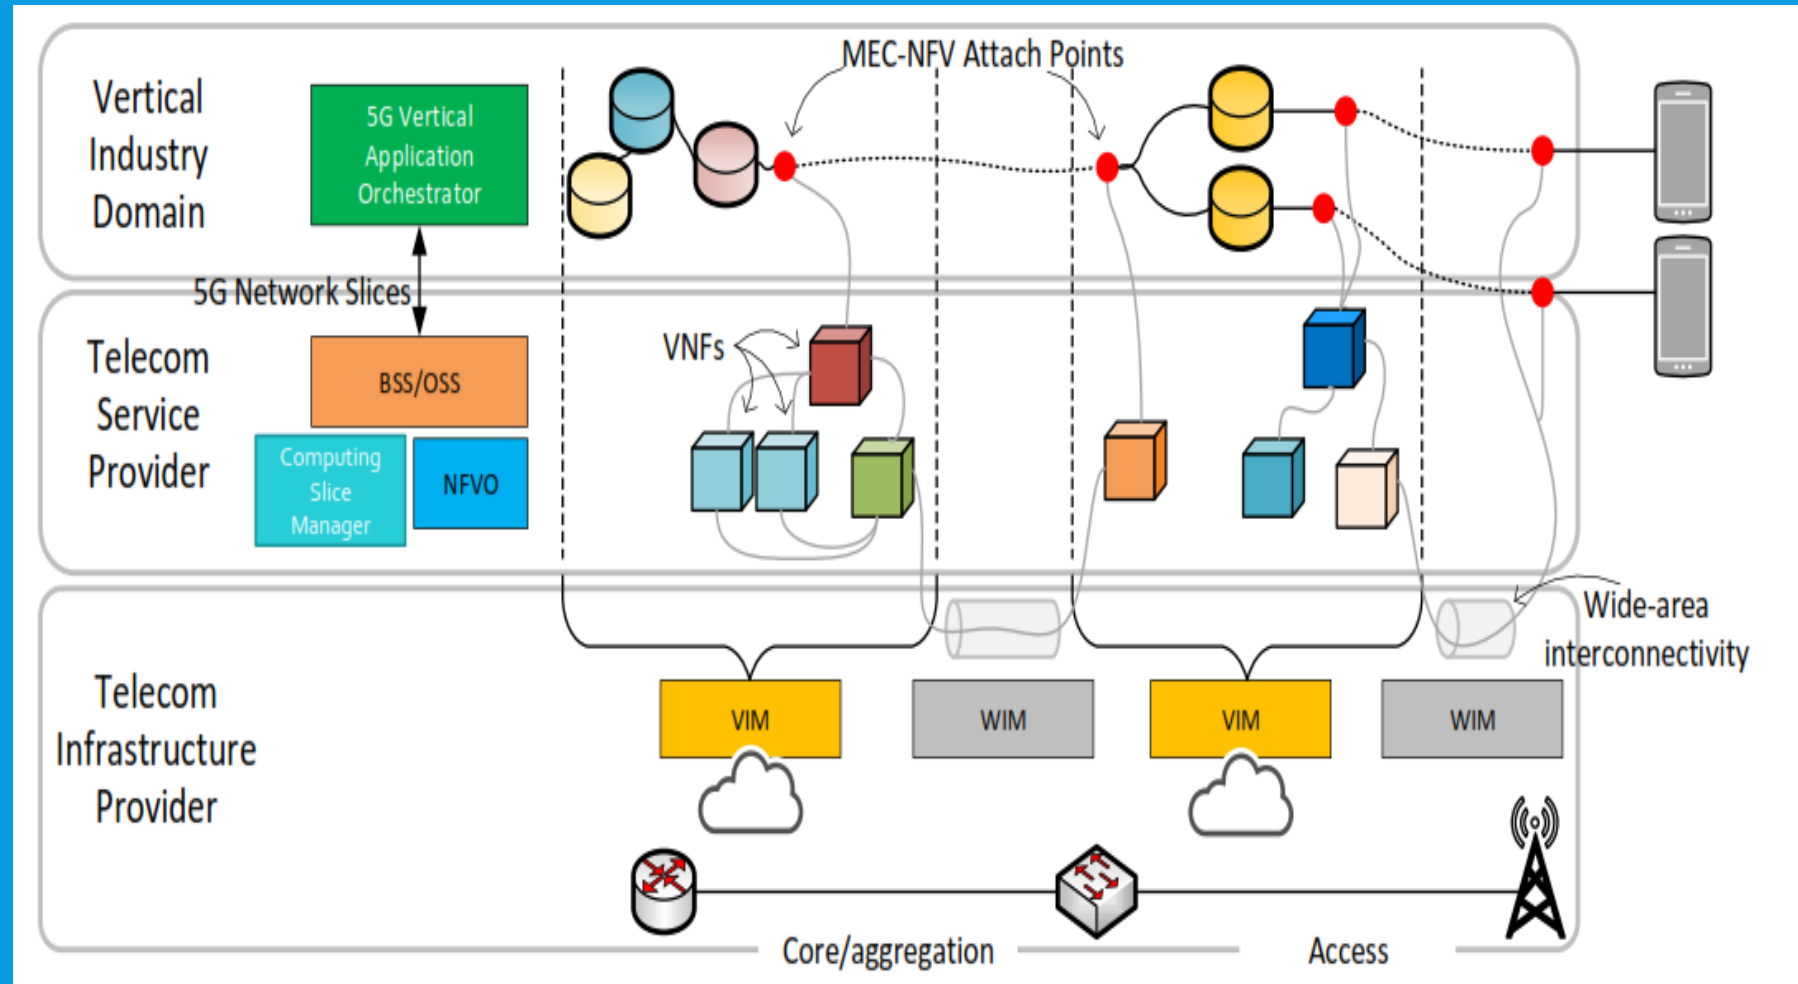 MEC-NFV Attach Points
Vertical
Industry
Domain
5G Vertical
Application
Orchestrator
5G Network Slices
Telecom
Service
Provider
BSS/OSS
Computing
Slice
Manager
NFVO
VNFs
Wide-area
interconnectivity
Telecom
Infrastructure
Provider
VIM
WIM
VIM
WIM
Core/aggregation
Access